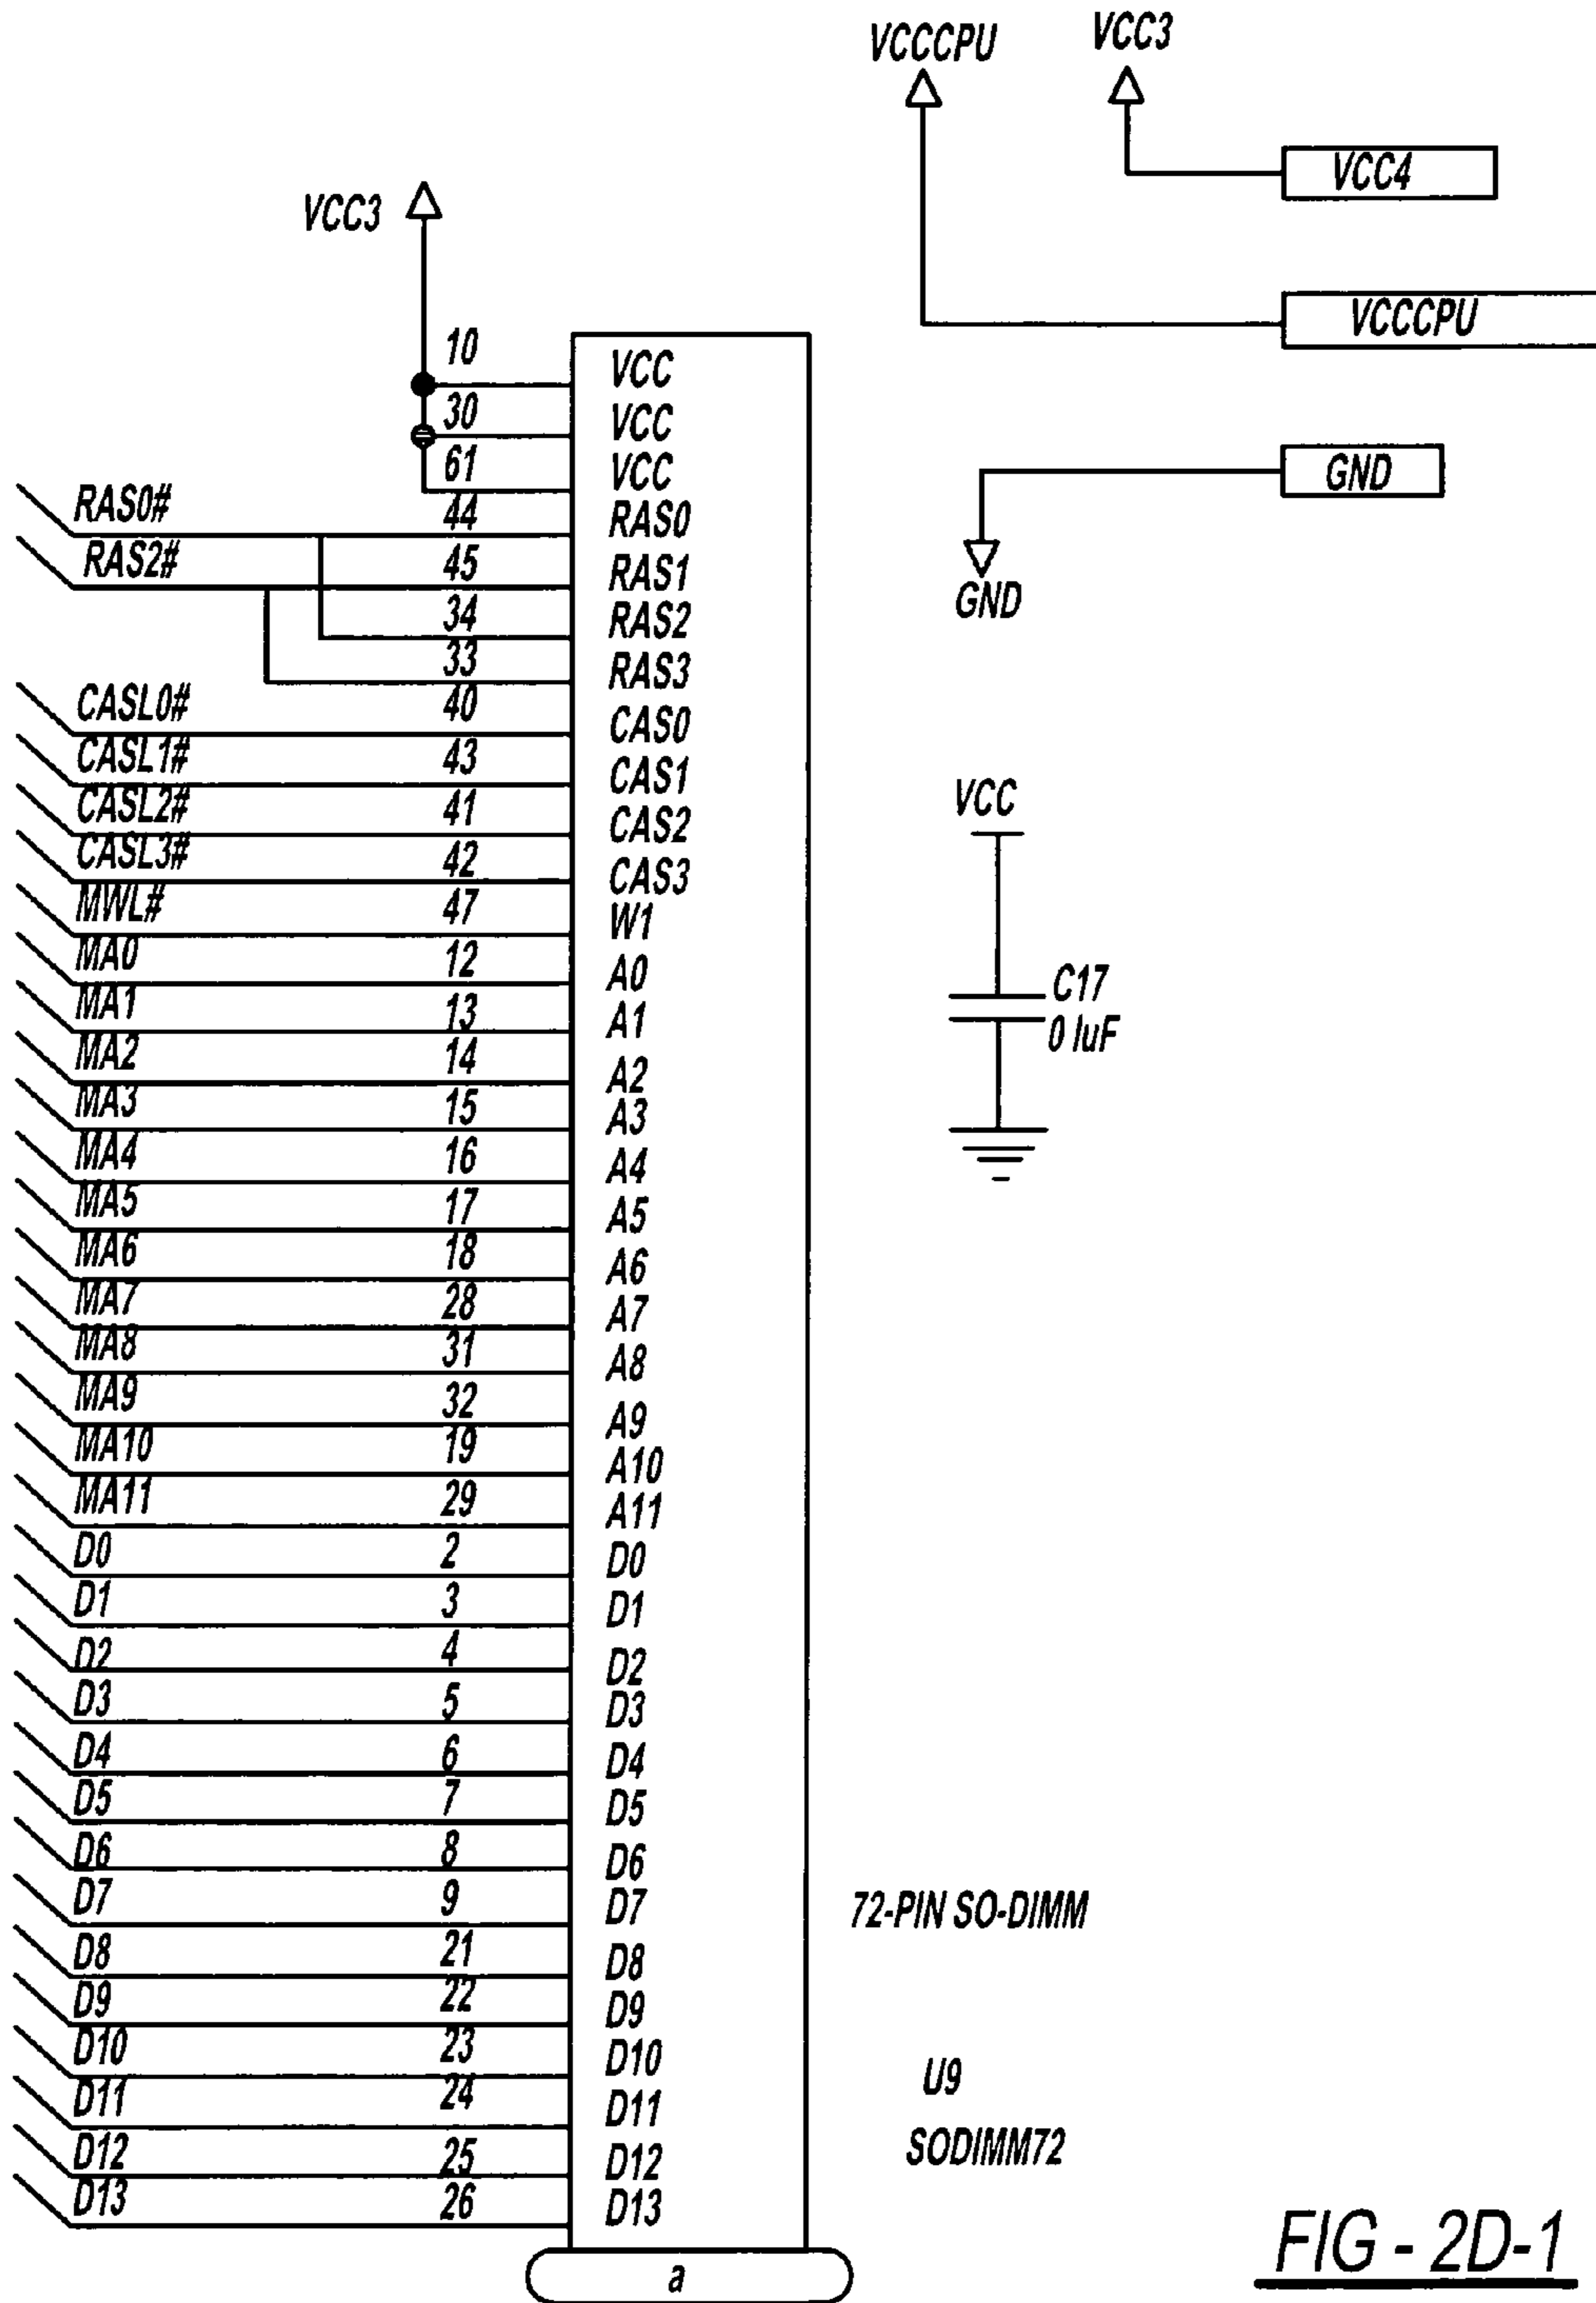 VCCCPU VCC3
VCC4
VCC3
VCCCPU
10 VCC
30 VCC
61 VCC
GND
GND
RAS0# 44 RAS0
RAS2# 45 RAS1
34 RAS2
33 RAS3
CASL0# 40 CAS0
CASL1# 43 CAS1
CASL2# 41 CAS2
CASL3# 42 CAS3
MWL# 47 W1
MA0 12 A0
MA1 13 A1
MA2 14 A2
MA3 15 A3
MA4 16 A4
MA5 17 A5
MA6 18 A6
MA7 28 A7
MA8 31 A8
MA9 32 A9
MA10 19 A10
MA11 29 A11
D0 2 D0
D1 3 D1
D2 4 D2
D3 5 D3
D4 6 D4
D5 7 D5
D6 8 D6
D7 9 D7
D8 21 D8
D9 22 D9
D10 23 D10
D11 24 D11
D12 25 D12
D13 26 D13
a
VCC
C17
0 1uF
72-PIN SO-DIMM
U9
SODIMM72
FIG - 2D-1